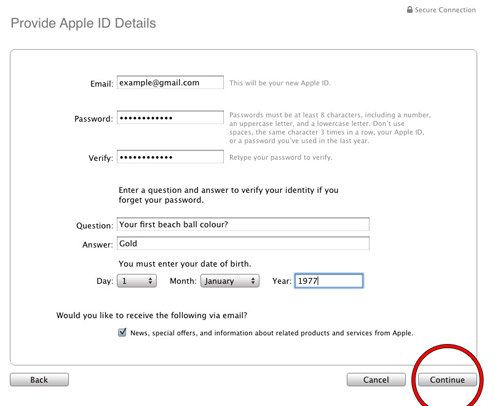 Secure Connection
Provide Apple ID Details
Email: example@gmail.com This will be your new Apple ID.
Password: •••••••••••• Passwords must be at least 8 characters, including a number,
an uppercase letter, and a lowercase letter. Don't use
spaces, the same character 3 times in a row, your Apple ID,
or a password you've used in the last year.
Verify: •••••••••••• Retype your password to verify.
Enter a question and answer to verify your identity if you
forget your password.
Question: Your first beach ball colour?
Answer: Gold
You must enter your date of birth.
Day: 1 Month: January Year: 1977
Would you like to receive the following via email?
News, special offers, and information about related products and services from Apple.
Back Cancel Continue